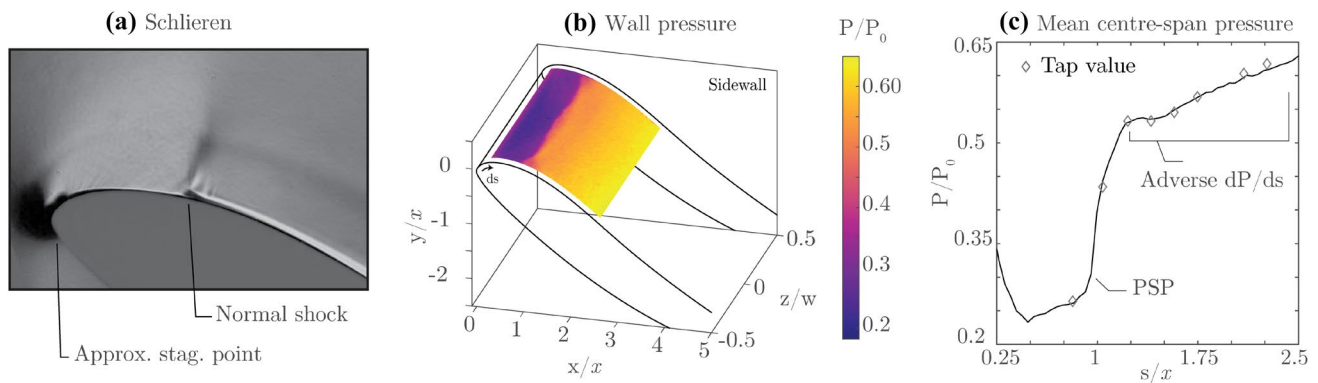 (a) Schlieren
Normal shock
Approx. stag. point
(b) Wall pressure
P/P0
Sidewall
ds
0
-1
-2
y/x
0
1
2
3
4
5
x/x
-0.5
0
0.5
z/w
0.60
0.5
0.4
0.3
0.2
(c) Mean centre-span pressure
0.65
0.5
0.35
0.2
P/P0
Tap value
Adverse dP/ds
PSP
0.25
1
1.75
2.5
s/x